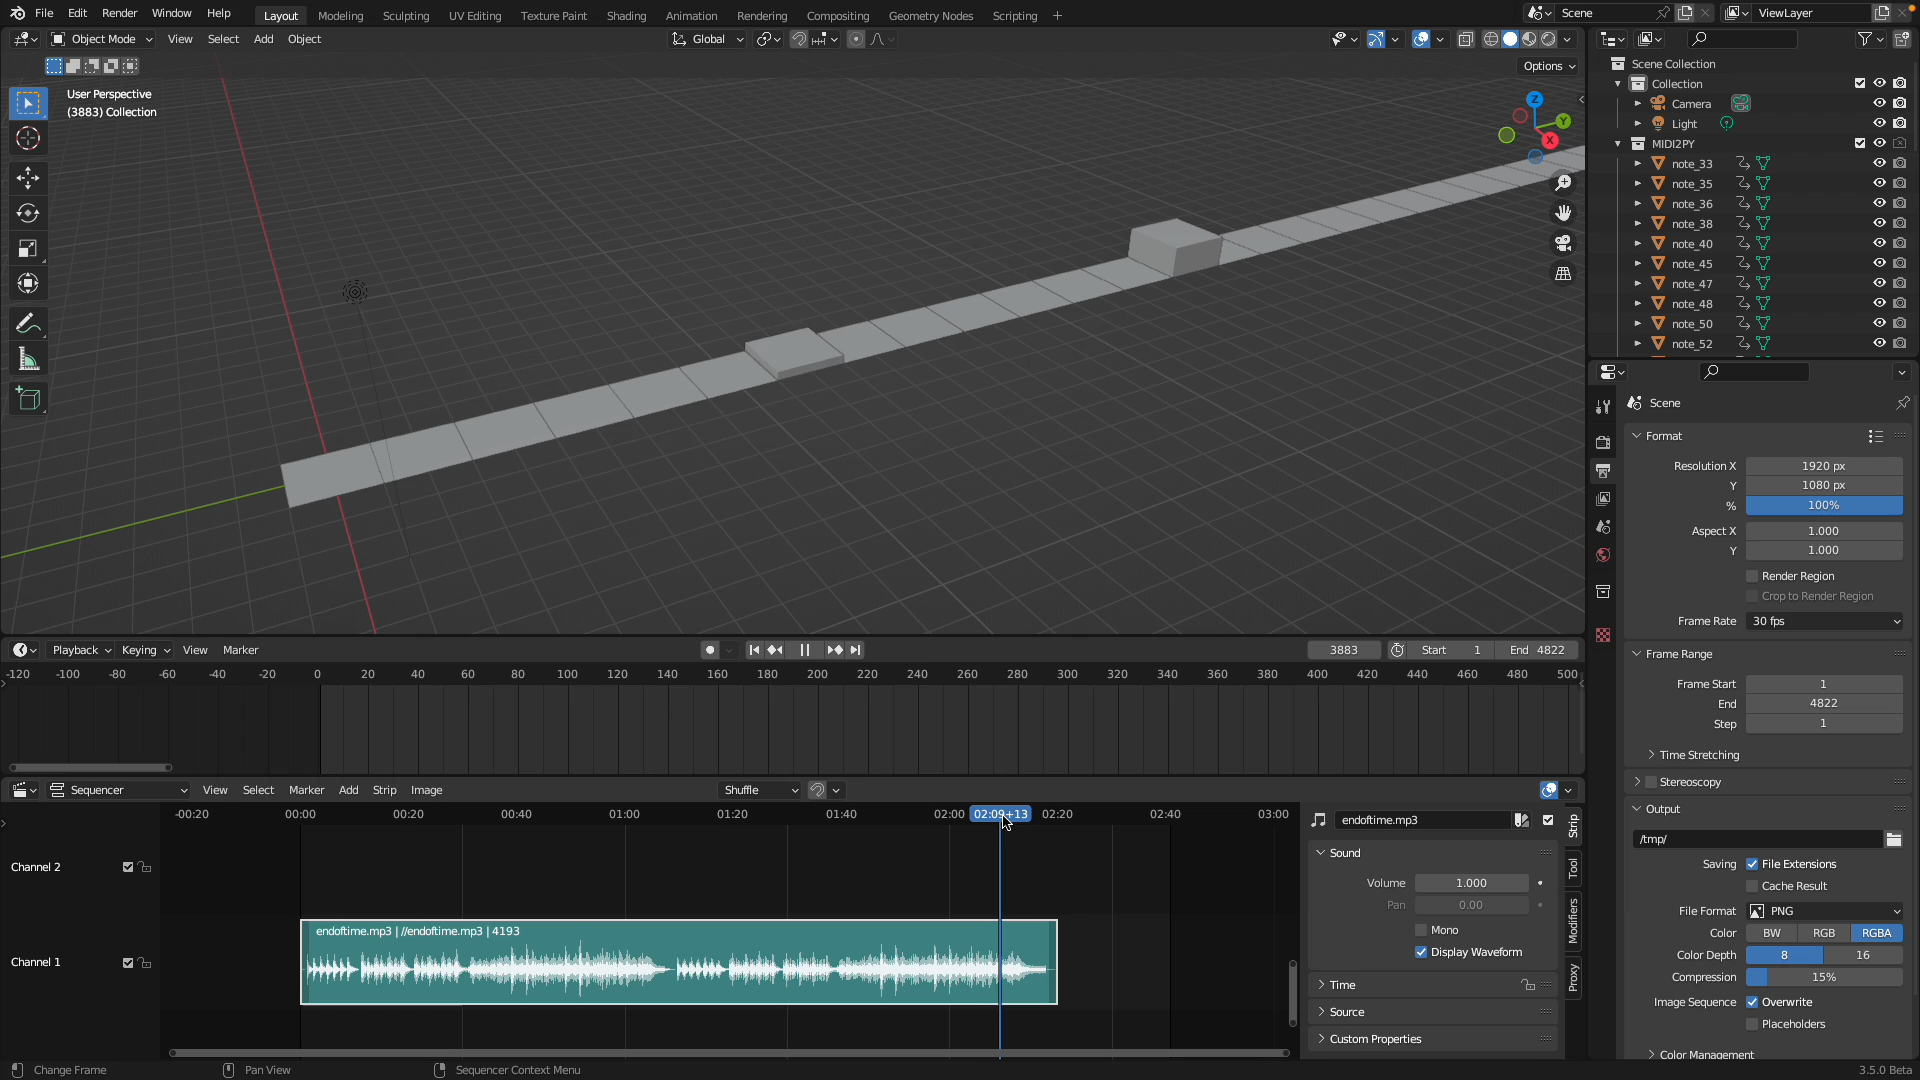 File Edit Render Window Help Layout Modeling Sculpting UV Editing Texture Paint Shading Animation Rendering Compositing Geometry Nodes Scripting + Scene ViewLayer
Object Mode View Select Add Object Global
Options
User Perspective
(3883) Collection
Z
Y
X
Scene Collection
Collection
Camera
Light
MIDI2PY
note_33
note_35
note_36
note_38
note_40
note_45
note_47
note_48
note_50
note_52
Scene
Format
Resolution X 1920 px
Y 1080 px
% 100%
Aspect X 1.000
Y 1.000
Render Region
Crop to Render Region
Frame Rate 30 fps
Frame Range
Frame Start 1
End 4822
Step 1
Time Stretching
Stereoscopy
Output
/tmp/
Saving File Extensions
Cache Result
File Format PNG
Color BW RGB RGBA
Color Depth 8 16
Compression 15%
Image Sequence Overwrite
Placeholders
Color Management
Playback Keying View Marker 3883 Start 1 End 4822
-120 -100 -80 -60 -40 -20 0 20 40 60 80 100 120 140 160 180 200 220 240 260 280 300 320 340 360 380 400 420 440 460 480 500
Sequencer View Select Marker Add Strip Image Shuffle
-00:20 00:00 00:20 00:40 01:00 01:20 01:40 02:00 02:09+13 02:20 02:40 03:00
Channel 2
Channel 1
endoftime.mp3 | //endoftime.mp3 | 4193
endoftime.mp3
Sound
Volume 1.000
Pan 0.00
Mono
Display Waveform
Time
Source
Custom Properties
Strip
Tool
Modifiers
Proxy
Change Frame Pan View Sequencer Context Menu 3.5.0 Beta